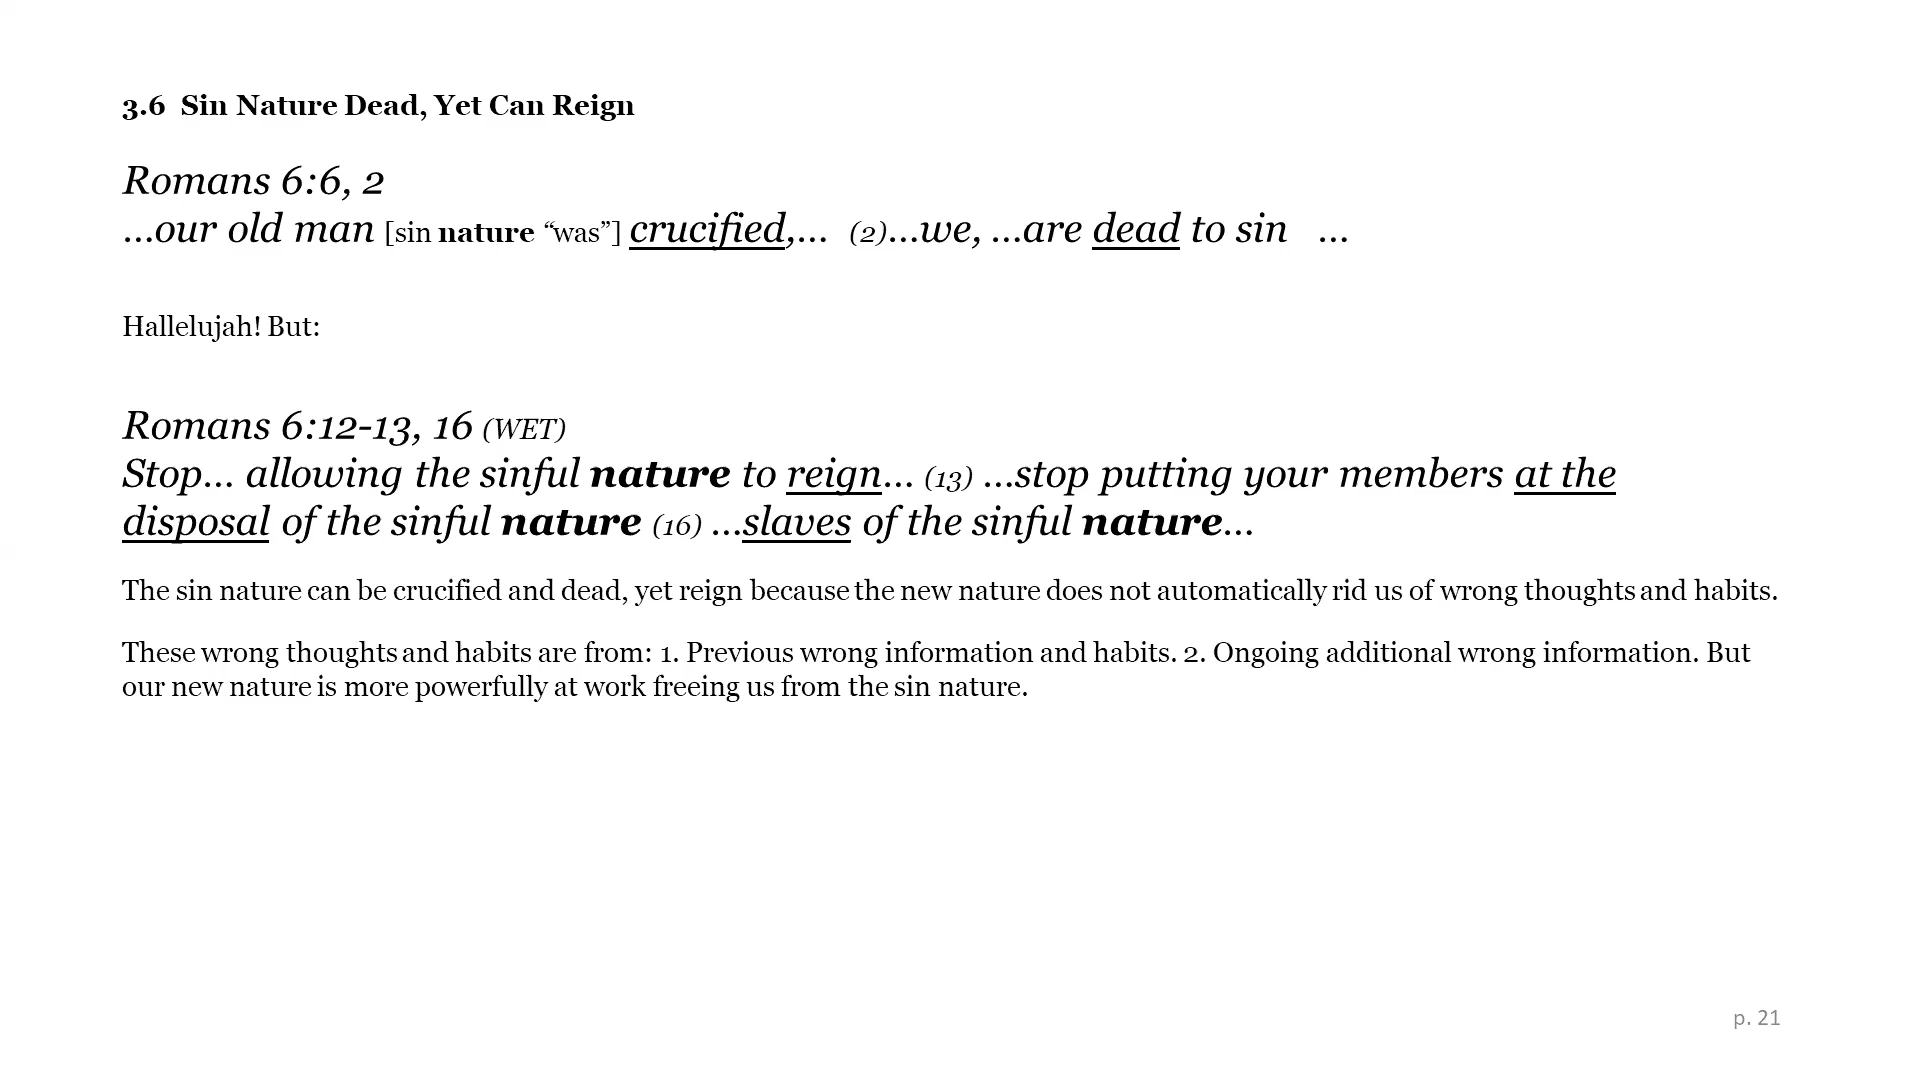 3.6 Sin Nature Dead, Yet Can Reign
Romans 6:6, 2
…our old man [sin nature “was”] crucified,… (2)…we, …are dead to sin …
Hallelujah! But:
Romans 6:12-13, 16 (WET)
Stop… allowing the sinful nature to reign… (13) …stop putting your members at the
disposal of the sinful nature (16) …slaves of the sinful nature…
The sin nature can be crucified and dead, yet reign because the new nature does not automatically rid us of wrong thoughts and habits.
These wrong thoughts and habits are from: 1. Previous wrong information and habits. 2. Ongoing additional wrong information. But
our new nature is more powerfully at work freeing us from the sin nature.
p. 21